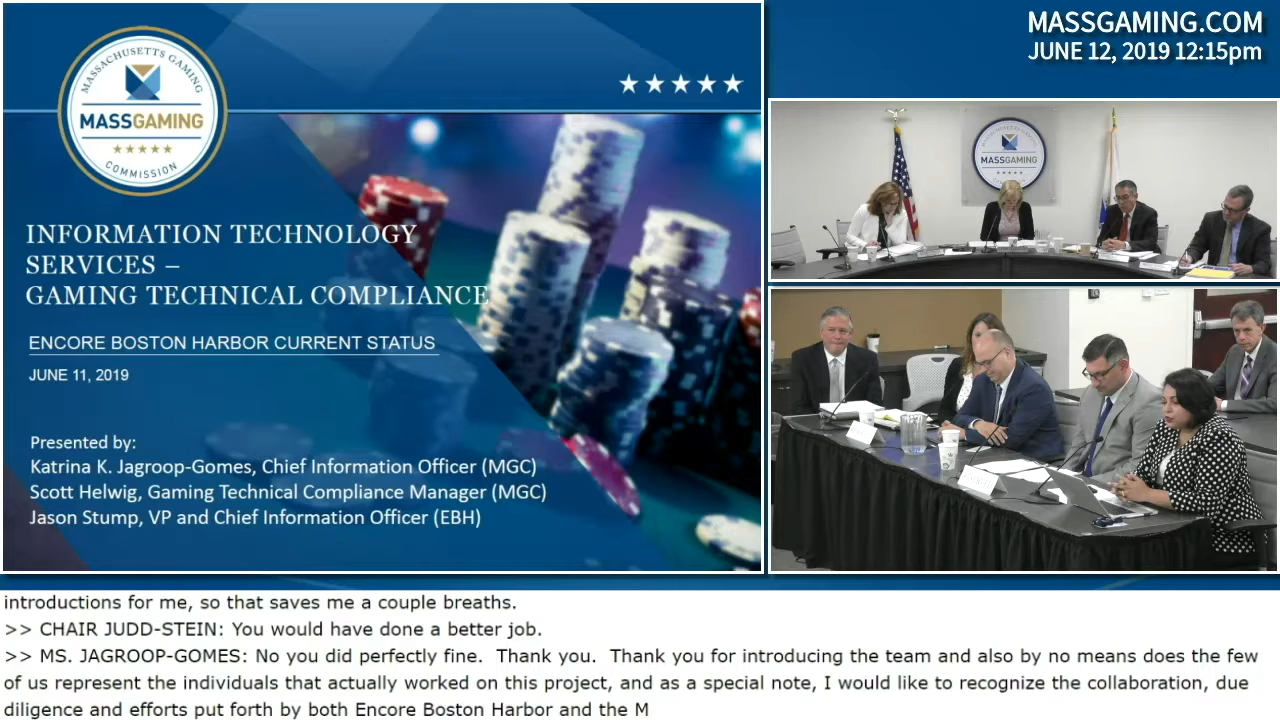 MASSACHUSETTS GAMING
MASSGAMING
COMMISSION
INFORMATION TECHNOLOGY
SERVICES –
GAMING TECHNICAL COMPLIANCE
ENCORE BOSTON HARBOR CURRENT STATUS
JUNE 11, 2019
Presented by:
Katrina K. Jagroop-Gomes, Chief Information Officer (MGC)
Scott Helwig, Gaming Technical Compliance Manager (MGC)
Jason Stump, VP and Chief Information Officer (EBH)
MASSGAMING.COM
JUNE 12, 2019 12:15pm
MASSGAMING
introductions for me, so that saves me a couple breaths.
>> CHAIR JUDD-STEIN: You would have done a better job.
>> MS. JAGROOP-GOMES: No you did perfectly fine.  Thank you.  Thank you for introducing the team and also by no means does the few
of us represent the individuals that actually worked on this project, and as a special note, I would like to recognize the collaboration, due
diligence and efforts put forth by both Encore Boston Harbor and the M